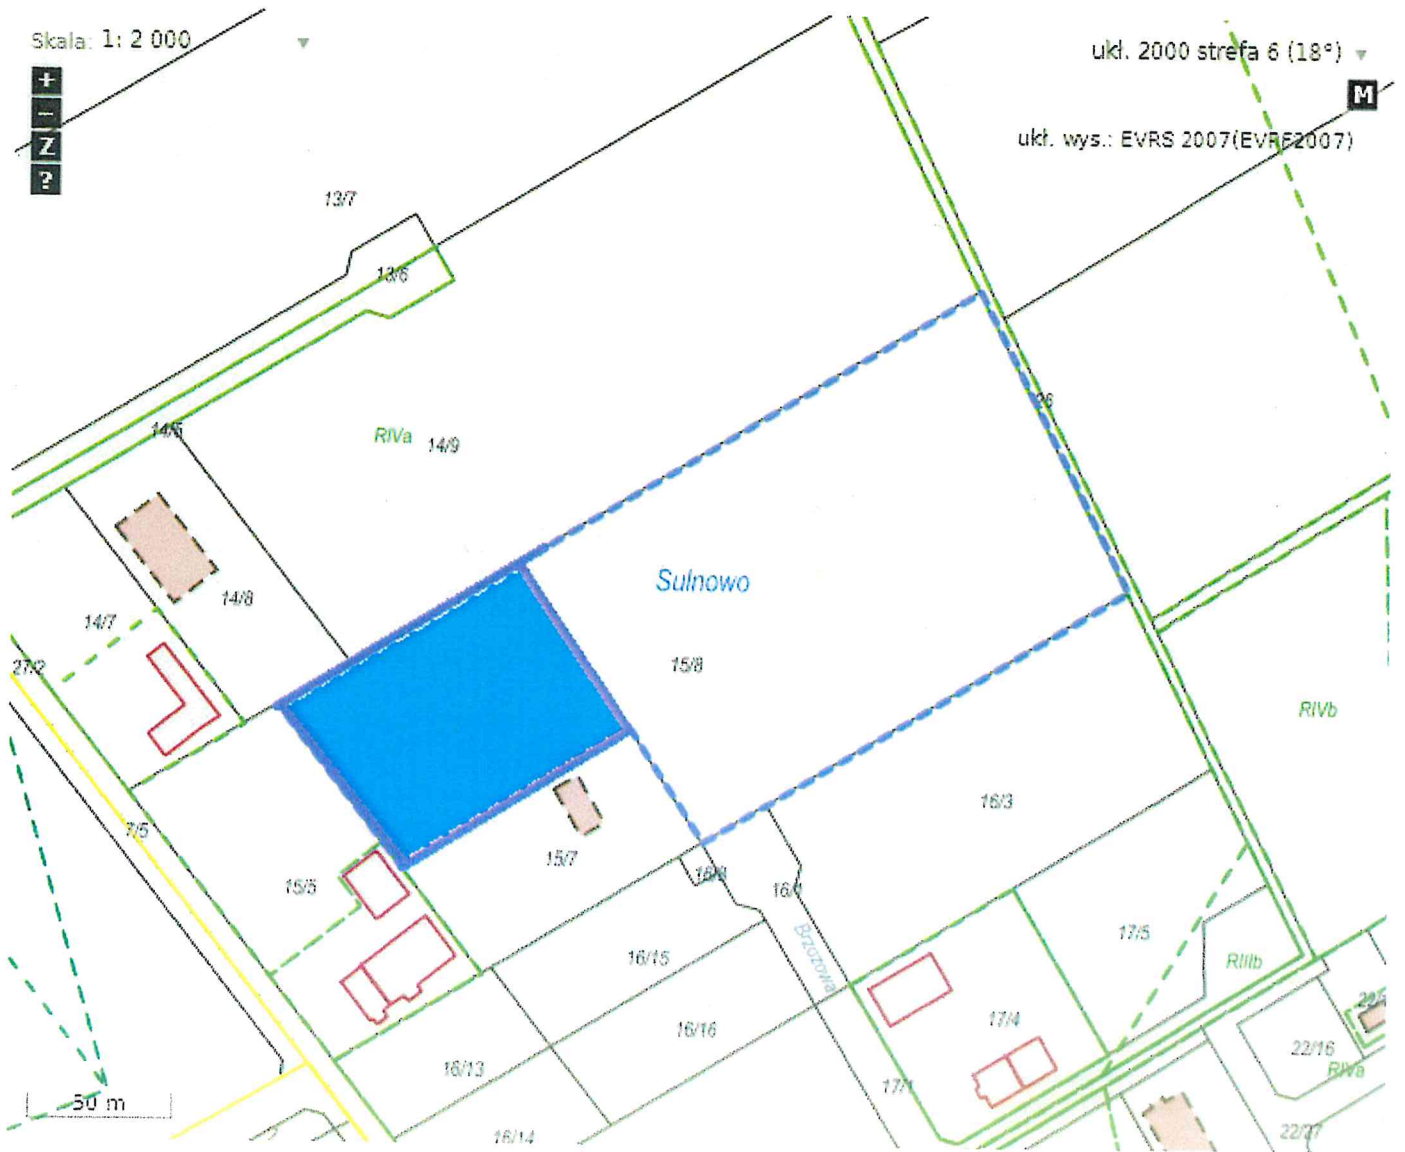 Skala: 1: 2 000
ukł. 2000 strefa 6 (18°)
+
−
Z
?
M
ukł. wys.: EVRS 2007(EVRF2007)
13/7
13/6
26
14/6
RIVa
14/9
Sulnowo
14/8
14/7
27/2
15/8
RIVb
16/3
7/5
15/7
15/5
16/8
16/1
Brzozowa
17/5
16/15
RIIIb
16/16
17/4
22/16
RIVa
16/13
17/1
50 m
16/14
22/27